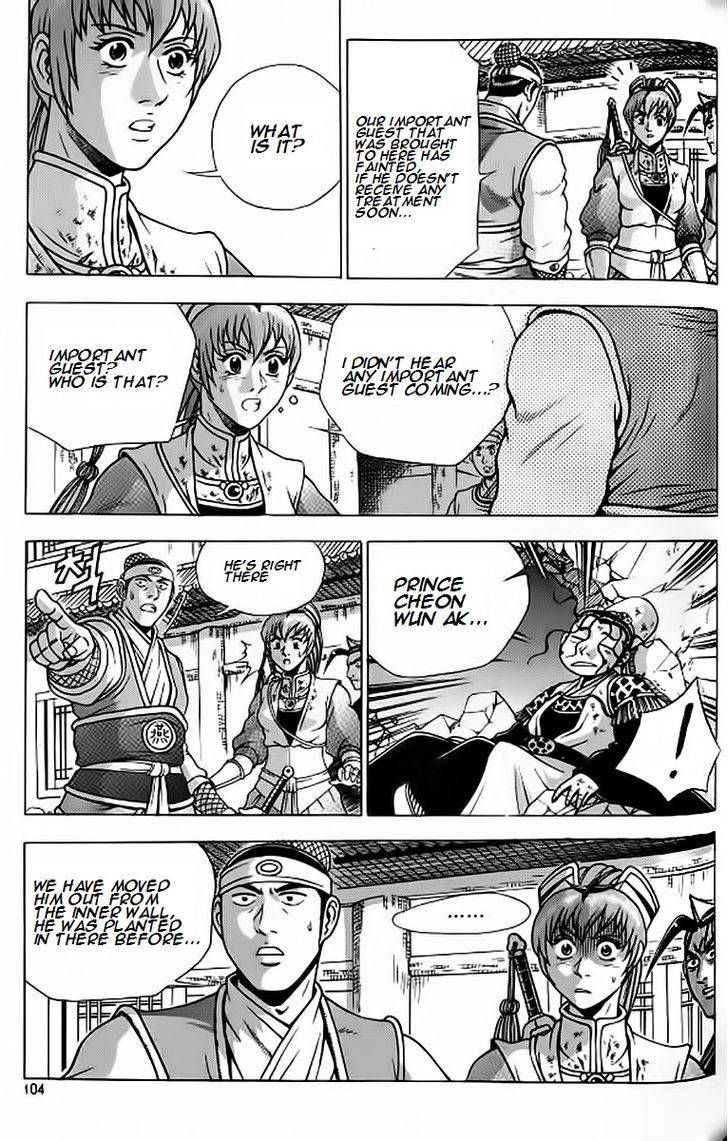 WHAT
IS IT?
OUR IMPORTANT
GUEST THAT
WAS BROUGHT
TO HERE HAS
FAINTED,
IF HE DOESN'T
RECEIVE ANY
TREATMENT
SOON...
IMPORTANT
GUEST?
WHO IS THAT?
I DIDN'T HEAR
ANY IMPORTANT
GUEST COMING...?
척
HE'S RIGHT
THERE
燕
PRINCE
CHEON
WUN AK...
!
WE HAVE MOVED
HIM OUT FROM
THE INNER WALL,
HE WAS PLANTED
IN THERE BEFORE...
......
104